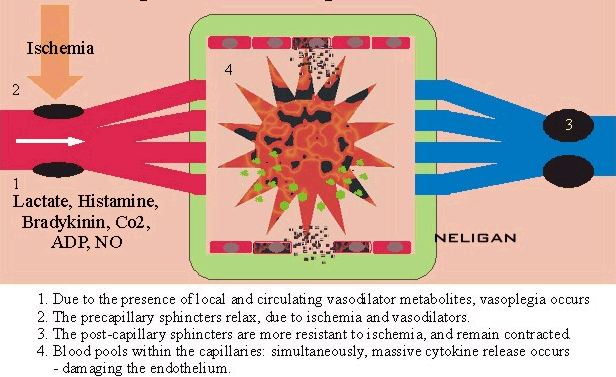 Ischemia
2
4
3
1
Lactate, Histamine,
Bradykinin, Co2,
ADP, NO
NELIGAN
1. Due to the presence of local and circulating vasodilator metabolites, vasoplegia occurs
2. The precapillary sphincters relax, due to ischemia and vasodilators.
3. The post-capillary sphincters are more resistant to ischemia, and remain contracted.
4. Blood pools within the capillaries: simultaneously, massive cytokine release occurs
- damaging the endothelium.